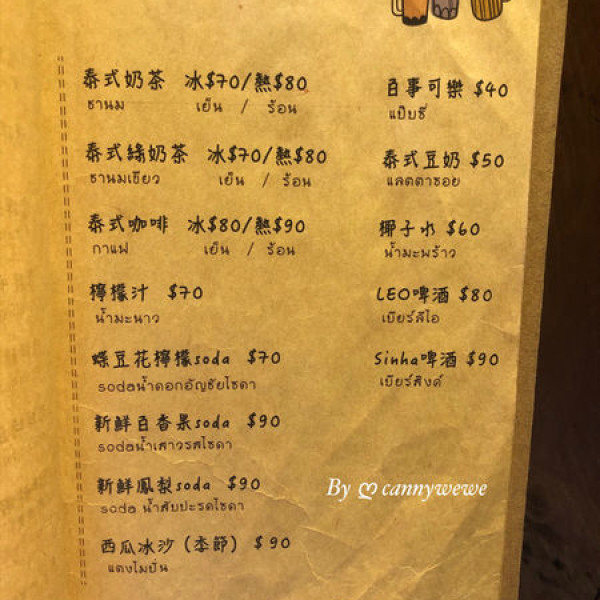 泰式奶茶 冰$70/熱$80
ชานม เย็น / ร้อน
泰式綠奶茶 冰$70/熱$80
ชานมเขียว เย็น / ร้อน
泰式咖啡 冰$80/熱$90
กาแฟ เย็น / ร้อน
檸檬汁 $70
น้ำมะนาว
蝶豆花檸檬soda $70
sodaน้ำดอกอัญชัยโซดา
新鮮百香果soda $90
sodaน้ำเสาวรสโซดา
新鮮鳳梨soda $90
soda น้ำสับปะรดโซดา
西瓜冰沙(季節) $90
แตงโมปั่น
百事可樂 $40
แป๊บซี่
泰式豆奶 $50
แลตตาซอย
椰子水 $60
น้ำมะพร้าว
LEO啤酒 $80
เบียร์ลีโอ
Sinha啤酒 $90
เบียร์สิงค์
By ღ cannywewe